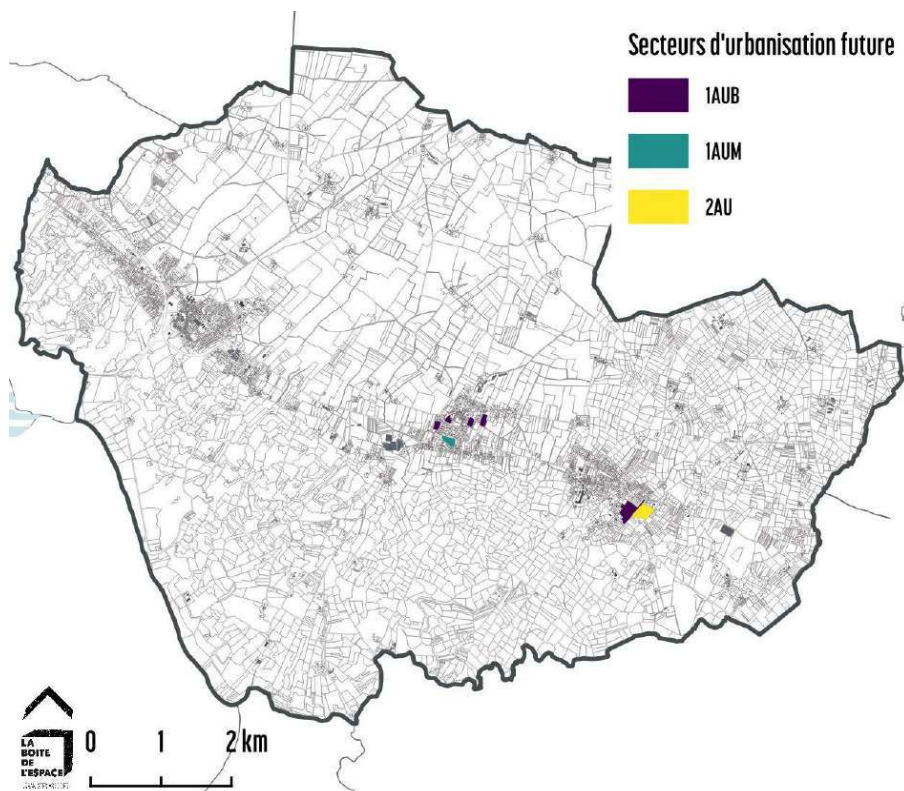 Secteurs d'urbanisation future
1AUB
1AUM
2AU
LA
BOITE
DE
L'ESPACE
0 1 2 km